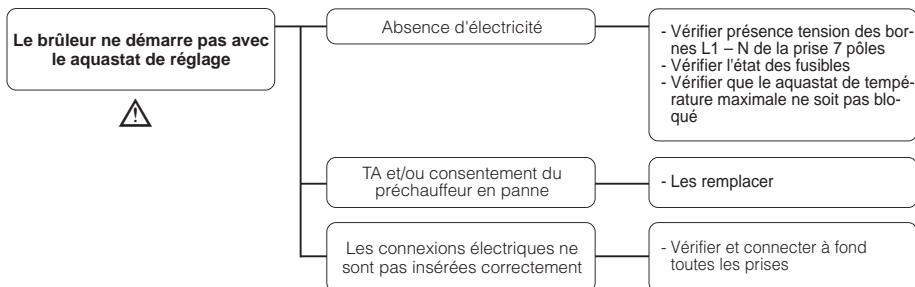 Le brûleur ne démarre pas avec
le aquastat de réglage
Absence d'électricité
- Vérifier présence tension des bor-
nes L1 – N de la prise 7 pôles
- Vérifier l'état des fusibles
- Vérifier que le aquastat de tempé-
rature maximale ne soit pas blo-
qué
TA et/ou consentement du
préchauffeur en panne
- Les remplacer
Les connexions électriques ne
sont pas insérées correctement
- Vérifier et connecter à fond
toutes les prises